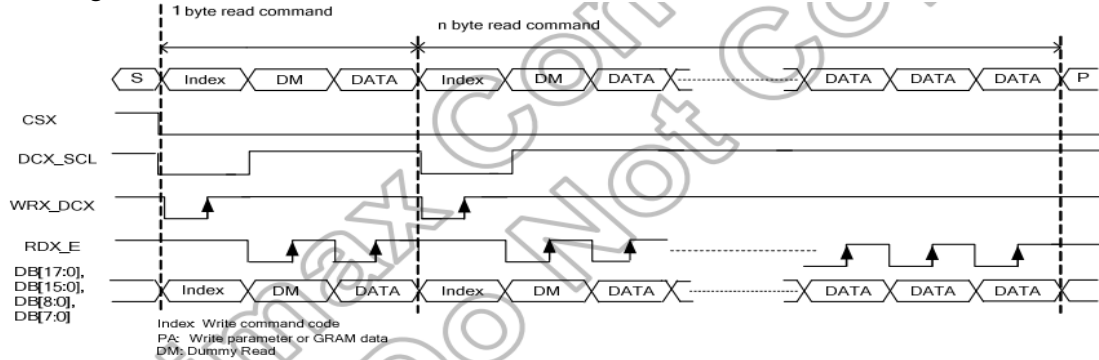 1 byte read command
n byte read command
S Index DM DATA Index DM DATA DATA DATA DATA P
CSX
DCX_SCL
WRX_DCX
RDX_E
DB[17:0],
DB[15:0],
DB[8:0],
DB[7:0]
Index DM DATA Index DM DATA DATA DATA DATA
Index Write command code
PA: Write parameter or GRAM data
DM: Dummy Read